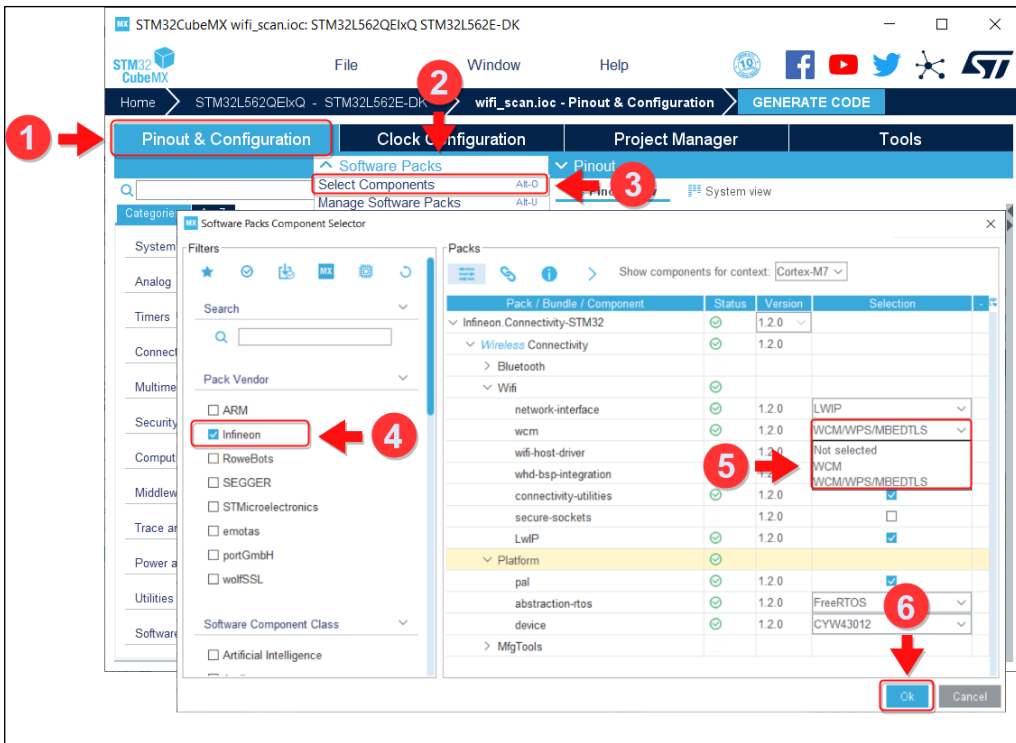 MX STM32CubeMX wifi_scan.ioc: STM32L562QEIxQ STM32L562E-DK
STM32
CubeMX
File Window Help
10
Home STM32L562QEIxQ - STM32L562E-DK wifi_scan.ioc - Pinout & Configuration GENERATE CODE
2
1
Pinout & Configuration Clock Configuration Project Manager Tools
Software Packs Pinout
Select Components Alt-O
3
System view
Manage Software Packs Alt-U
Categories
MX Software Packs Component Selector
System
Analog
Timers
Connect
Multime
Security
Comput
Middlew
Trace an
Power a
Utilities
Software
Filters
MX
Search
Pack Vendor
ARM
Infineon
4
RoweBots
SEGGER
STMicroelectronics
emotas
portGmbH
wolfSSL
Software Component Class
Artificial Intelligence
Packs
Show components for context: Cortex-M7
Pack / Bundle / Component Status Version Selection
Infineon.Connectivity-STM32 1.2.0
Wireless Connectivity 1.2.0
Bluetooth
Wifi
network-interface 1.2.0 LWIP
wcm 1.2.0 WCM/WPS/MBEDTLS
wifi-host-driver Not selected
5
WCM
whd-bsp-integration WCM/WPS/MBEDTLS
connectivity-utilities 1.2.0
secure-sockets 1.2.0
LwIP 1.2.0
Platform
pal 1.2.0
abstraction-rtos 1.2.0 FreeRTOS
6
device 1.2.0 CYW43012
MfgTools
Ok Cancel